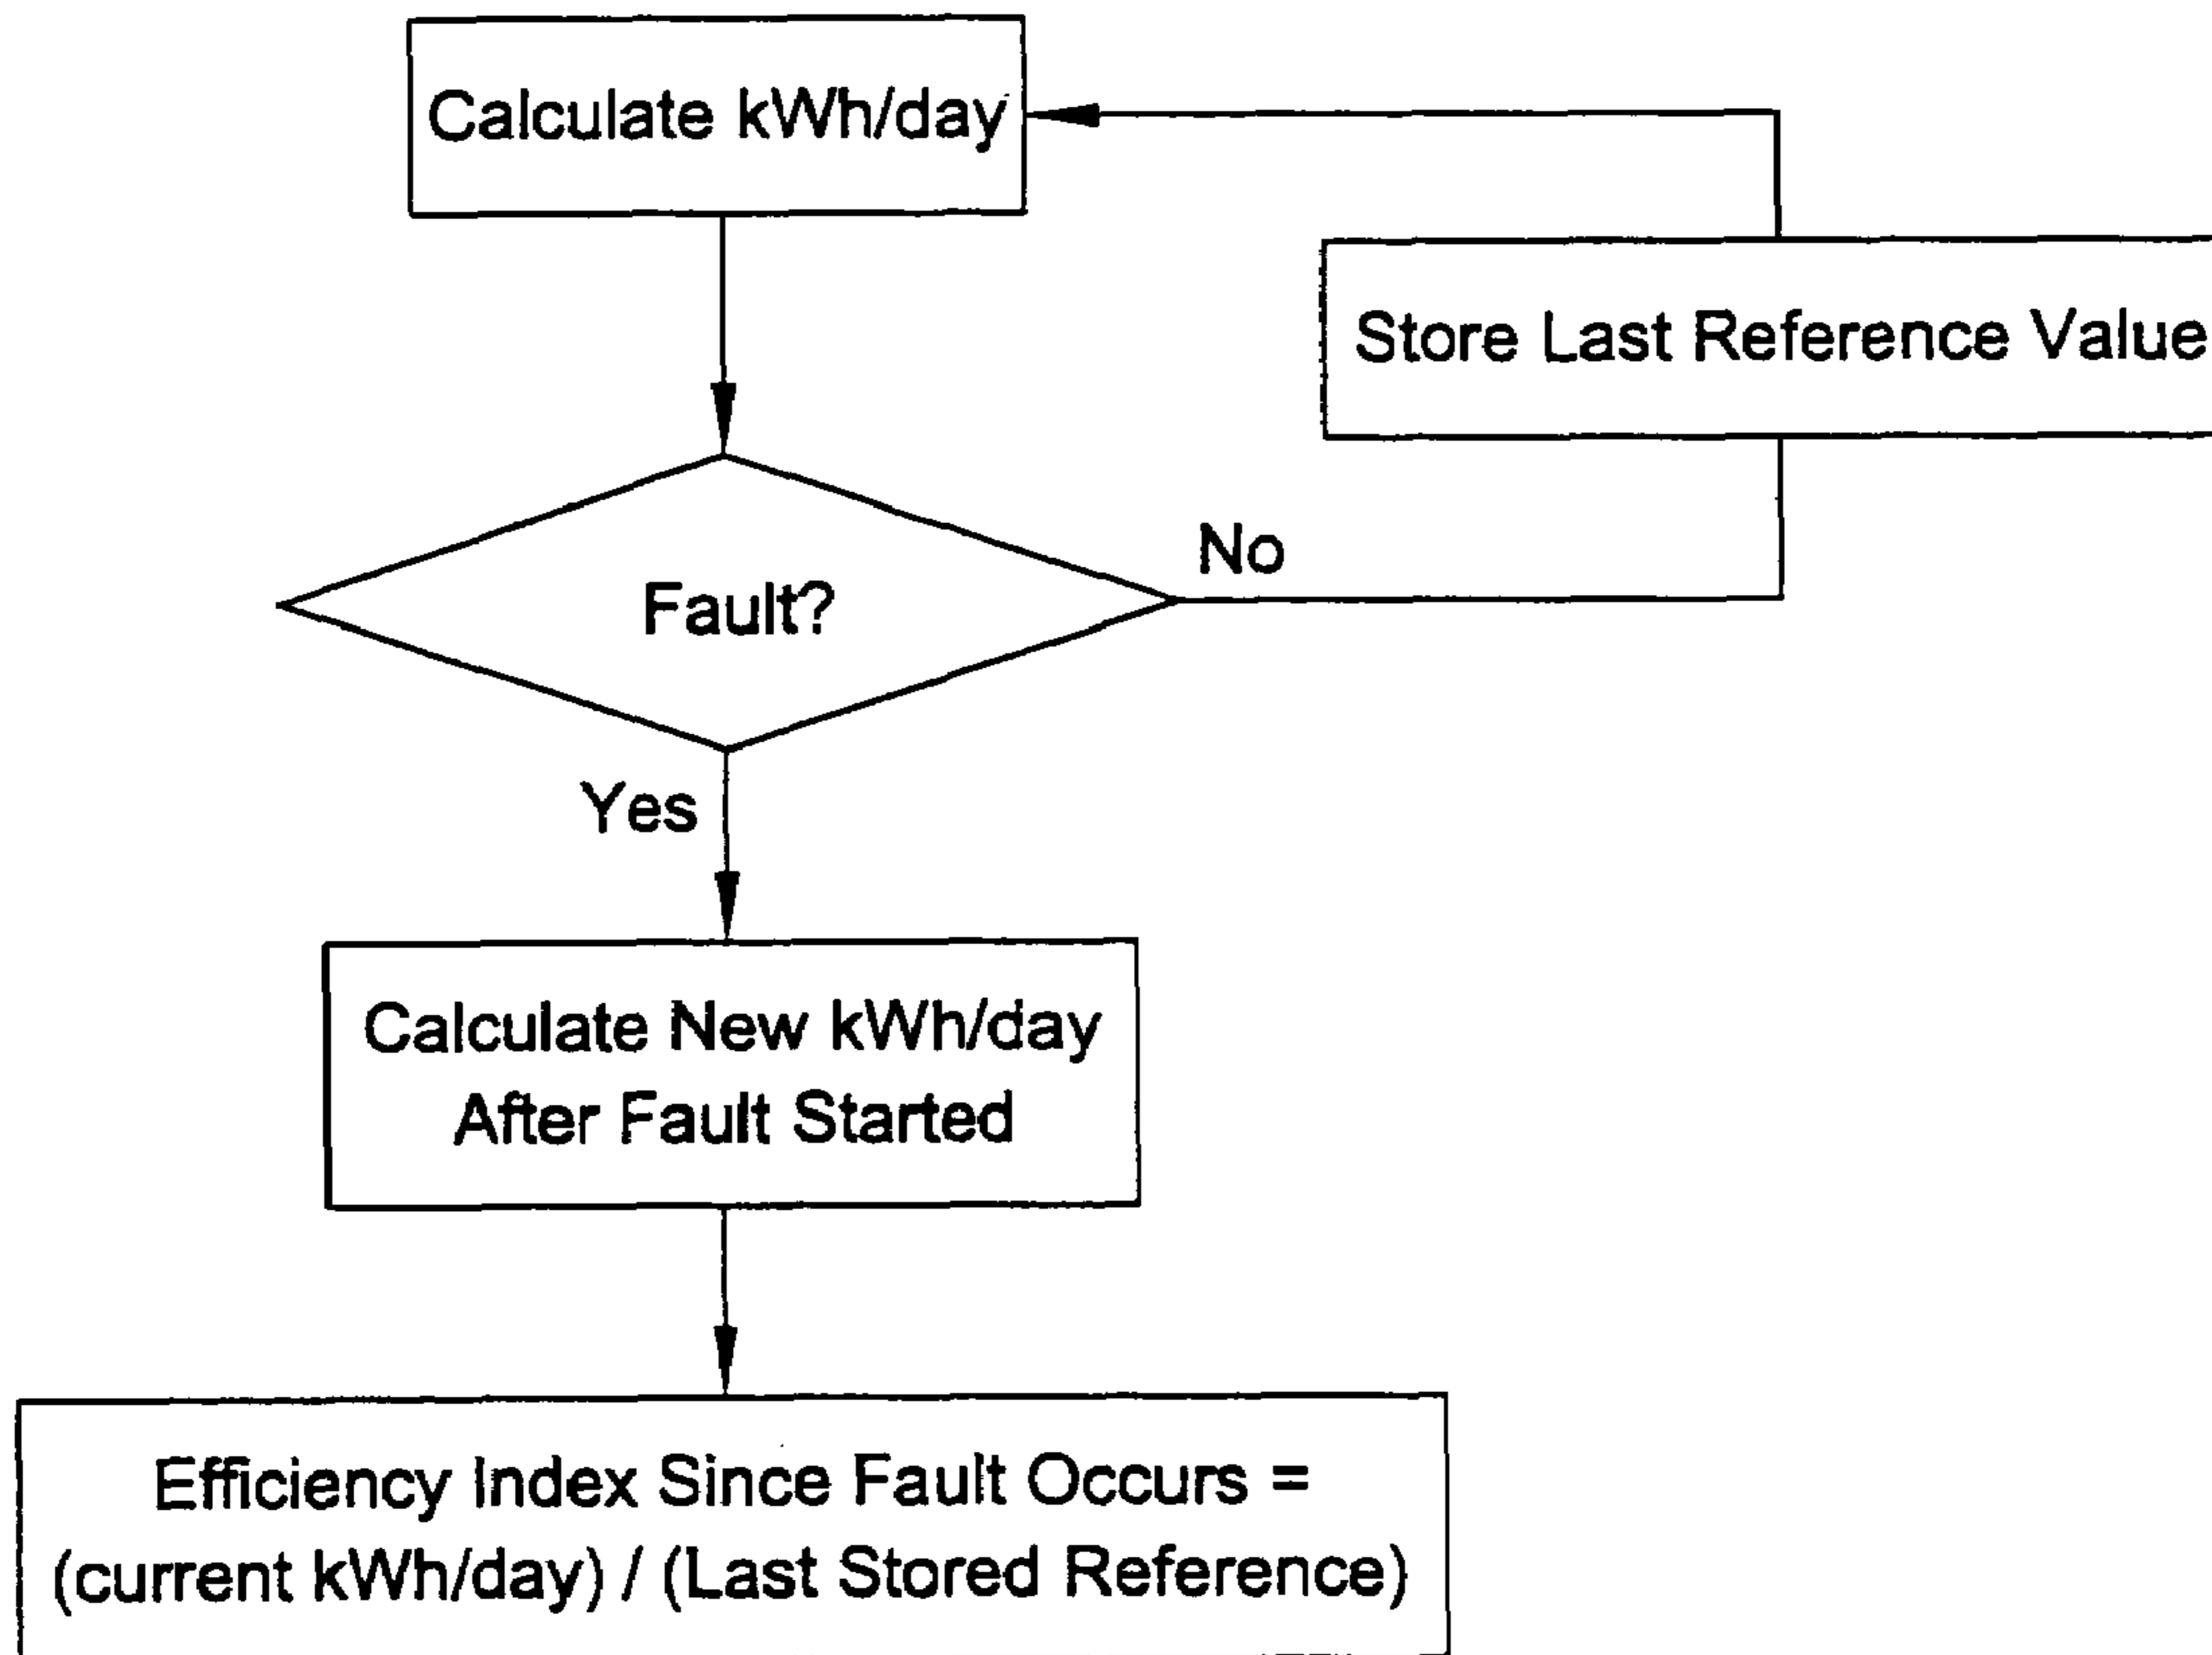 Calculate kWh/day
Store Last Reference Value
Fault?
No
Yes
Calculate New kWh/day
After Fault Started
Efficiency Index Since Fault Occurs =
(current kWh/day) / (Last Stored Reference)